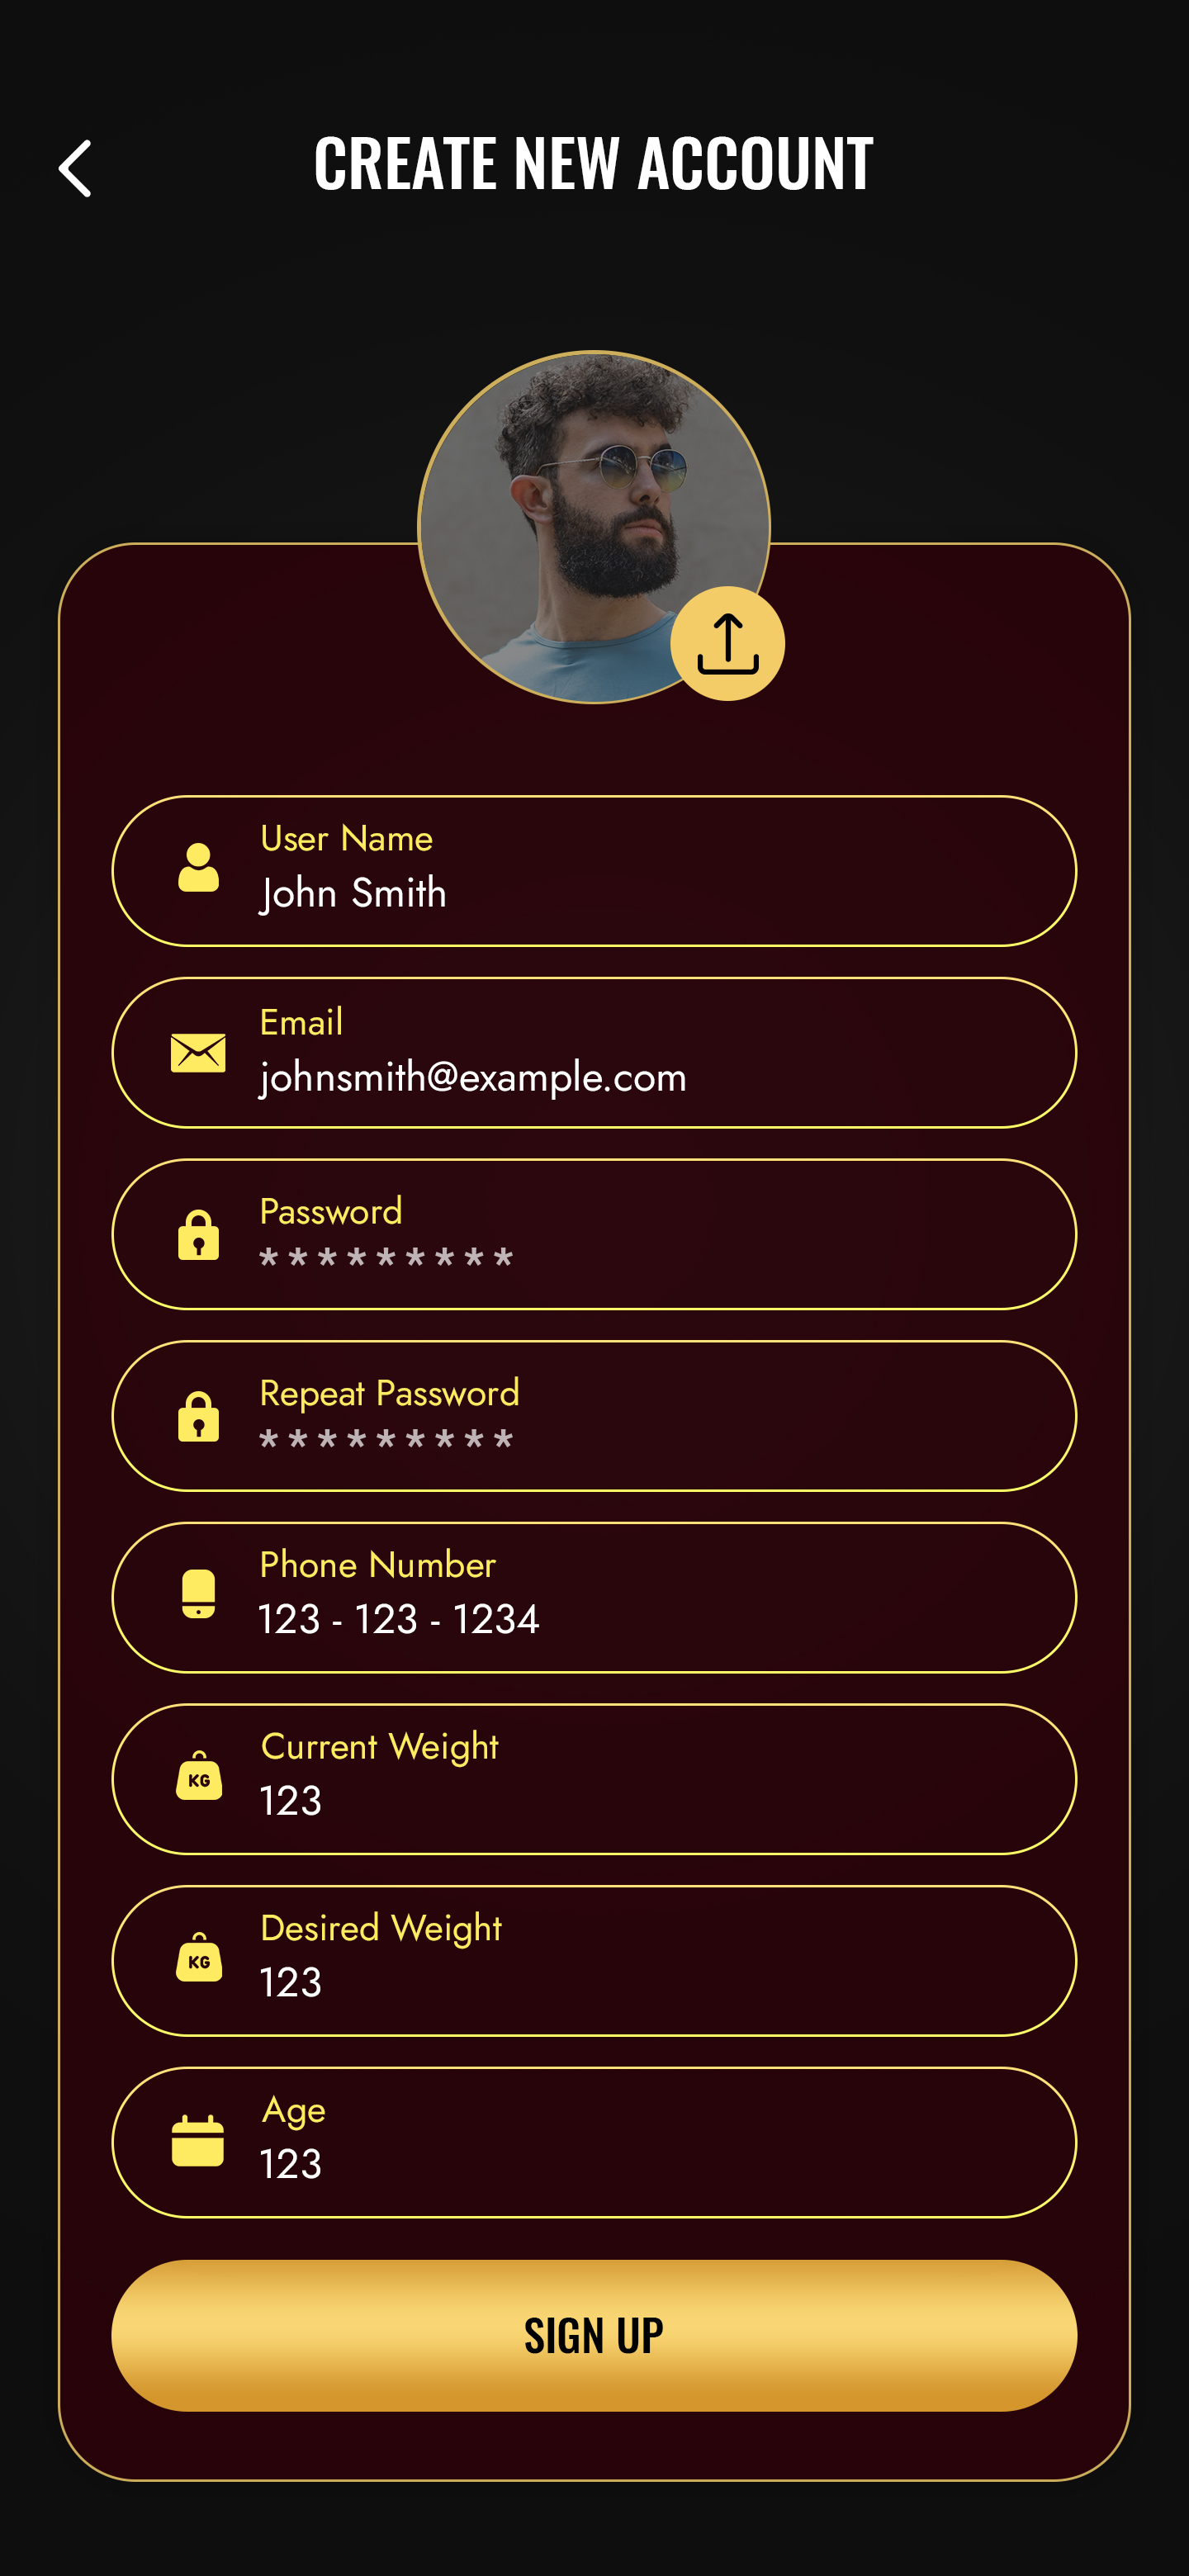 CREATE NEW ACCOUNT
User Name
John Smith
Email
johnsmith@example.com
Password
* * * * * * * * *
Repeat Password
* * * * * * * * *
Phone Number
123 - 123 - 1234
Current Weight
KG
123
Desired Weight
KG
123
Age
123
SIGN UP